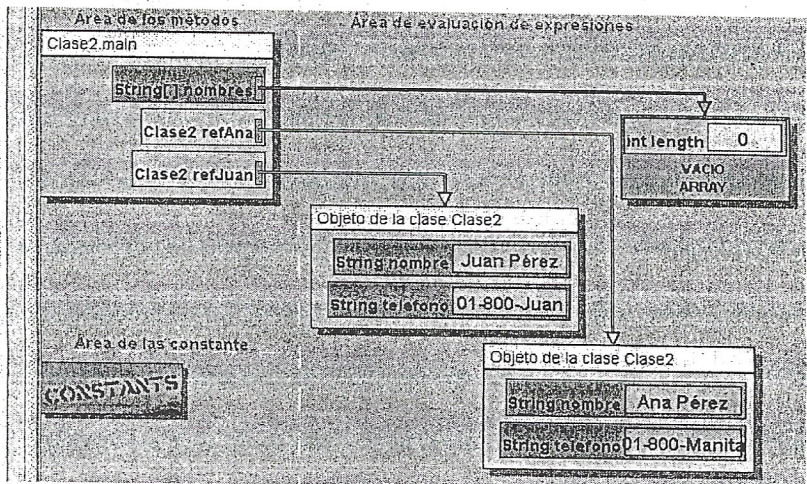 Área de los métodos
Área de evaluación de expresiones
Clase2.main
String[ ] nombres
Clase2 refAna
Clase2 refJuan
int length 0
VACIO
ARRAY
Objeto de la clase Clase2
String nombre Juan Pérez
String telefono 01-800-Juan
Área de las constante
CONSTANTS
Objeto de la clase Clase2
String nombre Ana Pérez
String telefono 01-800-Manita